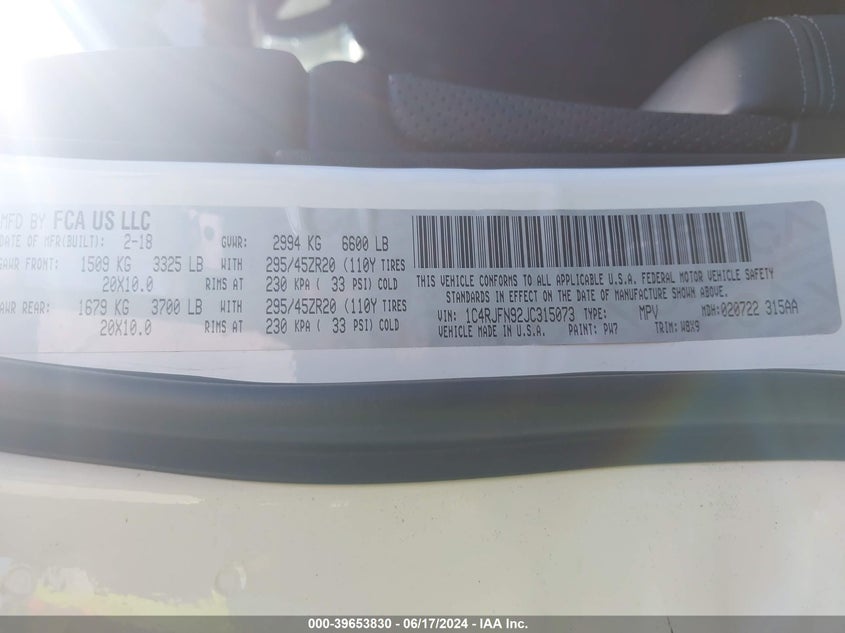 MFD BY FCA US LLC
DATE OF MFR(BUILT): 2-18 GVWR: 2994 KG 6600 LB
GAWR FRONT: 1509 KG 3325 LB WITH 295/45ZR20 (110Y TIRES
20X10.0 RIMS AT 230 KPA ( 33 PSI) COLD
AWR REAR: 1679 KG 3700 LB WITH 295/45ZR20 (110Y TIRES
20X10.0 RIMS AT 230 KPA ( 33 PSI) COLD
THIS VEHICLE CONFORMS TO ALL APPLICABLE U.S.A. FEDERAL MOTOR VEHICLE SAFETY
STANDARDS IN EFFECT ON THE DATE OF MANUFACTURE SHOWN ABOVE.
VIN: 1C4RJFN92JC315073 TYPE: MPV MDH: 020722 315AA
VEHICLE MADE IN U.S.A. PAINT: PW7 TRIM: W8X9
000-39653830 - 06/17/2024 - IAA Inc.